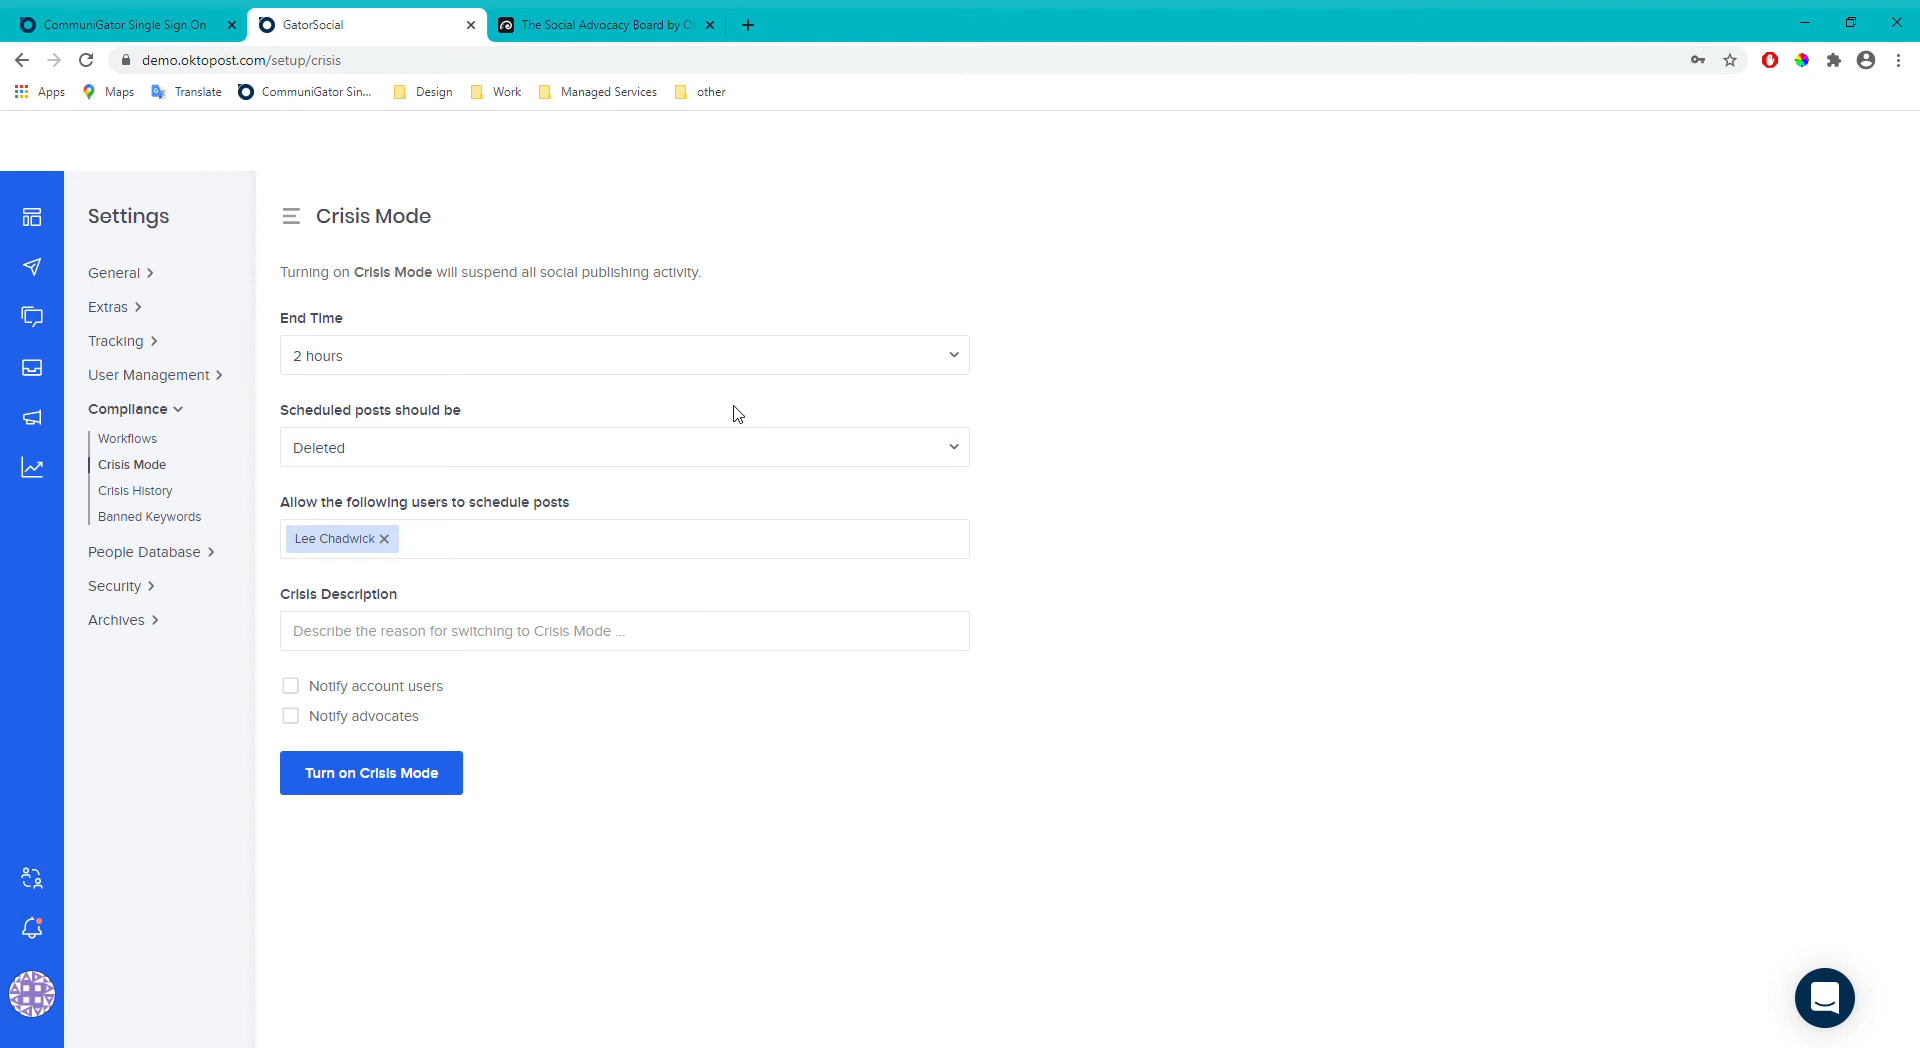 CommuniGator Single Sign On
GatorSocial
The Social Advocacy Board by O
demo.oktopost.com/setup/crisis
Apps
Maps
Translate
CommuniGator Sin...
Design
Work
Managed Services
other
Settings
General
Extras
Tracking
User Management
Compliance
Workflows
Crisis Mode
Crisis History
Banned Keywords
People Database
Security
Archives
Crisis Mode
Turning on Crisis Mode will suspend all social publishing activity.
End Time
2 hours
Scheduled posts should be
Deleted
Allow the following users to schedule posts
Lee Chadwick
Crisis Description
Describe the reason for switching to Crisis Mode ...
Notify account users
Notify advocates
Turn on Crisis Mode